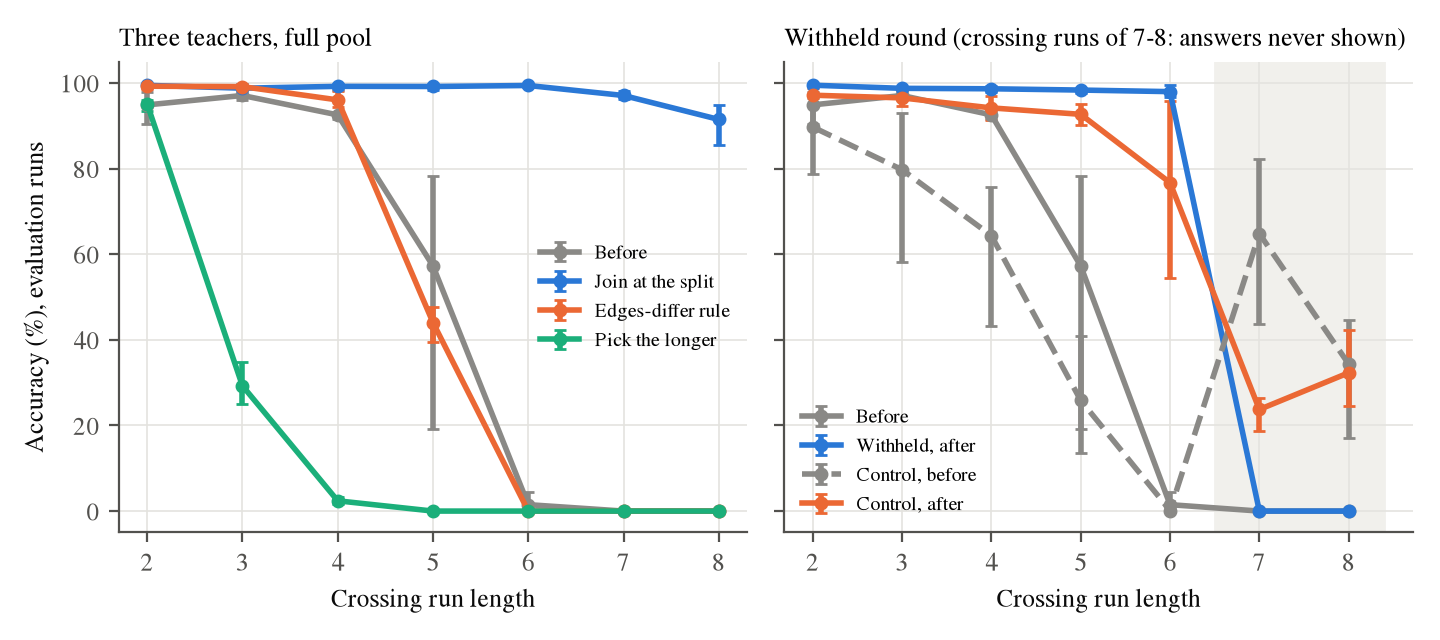 Three teachers, full pool
Withheld round (crossing runs of 7-8: answers never shown)
Accuracy (%), evaluation runs
100
80
60
40
20
0
Before
Join at the split
Edges-differ rule
Pick the longer
2 3 4 5 6 7 8
Crossing run length
Before
Withheld, after
Control, before
Control, after
2 3 4 5 6 7 8
Crossing run length